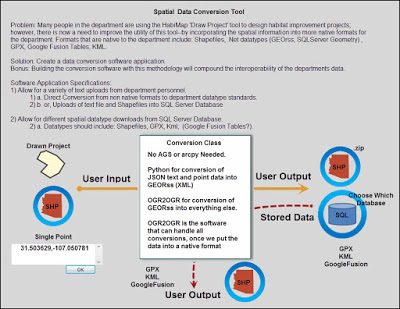 Spatial Data Conversion Tool
Problem: Many people in the department are using the HabiMap 'Draw Project' tool to design habitat improvement projects;
however, there is now a need to improve the utility of this tool--by incorporating the spatial information into more native formats for
the department. Formats that are native to the department include: Shapefiles, .Net datatypes (GEOrss, SQLServer Geometry) ,
GPX, Google Fusion Tables, KML.
Solution: Create a data conversion software application.
Bonus: Building the conversion software with this methodology will compound the interoperability of the departments data.
Software Application Specifications:
1) Allow for a variety of text uploads from department personnel.
1) a. Direct Conversion from non native formats to department datatype standards.
1) b. or, Uploads of text file and Shapefiles into SQL Server Database
2) Allow for different spatial datatype downloads from SQL Server Database.
2) a. Datatypes should include: Shapefiles, GPX, Kml, (Google Fusion Tables?).
Drawn Project
User Input
SHP
Single Point
31.503629,-107.050781
OK
Conversion Class
No AGS or arcpy Needed.
Python for conversion of
JSON text and point data into
GEORss (XML)
OGR2OGR for conversion of
GEORss into everything else.
OGR2OGR is the software
that can handle all
conversions, once we put the
data into a native format
User Output
.zip
SHP
Choose Which
Database
Stored Data
SQL
GPX
KML
GoogleFusion
GPX
KML
GoogleFusion
User Output
SHP